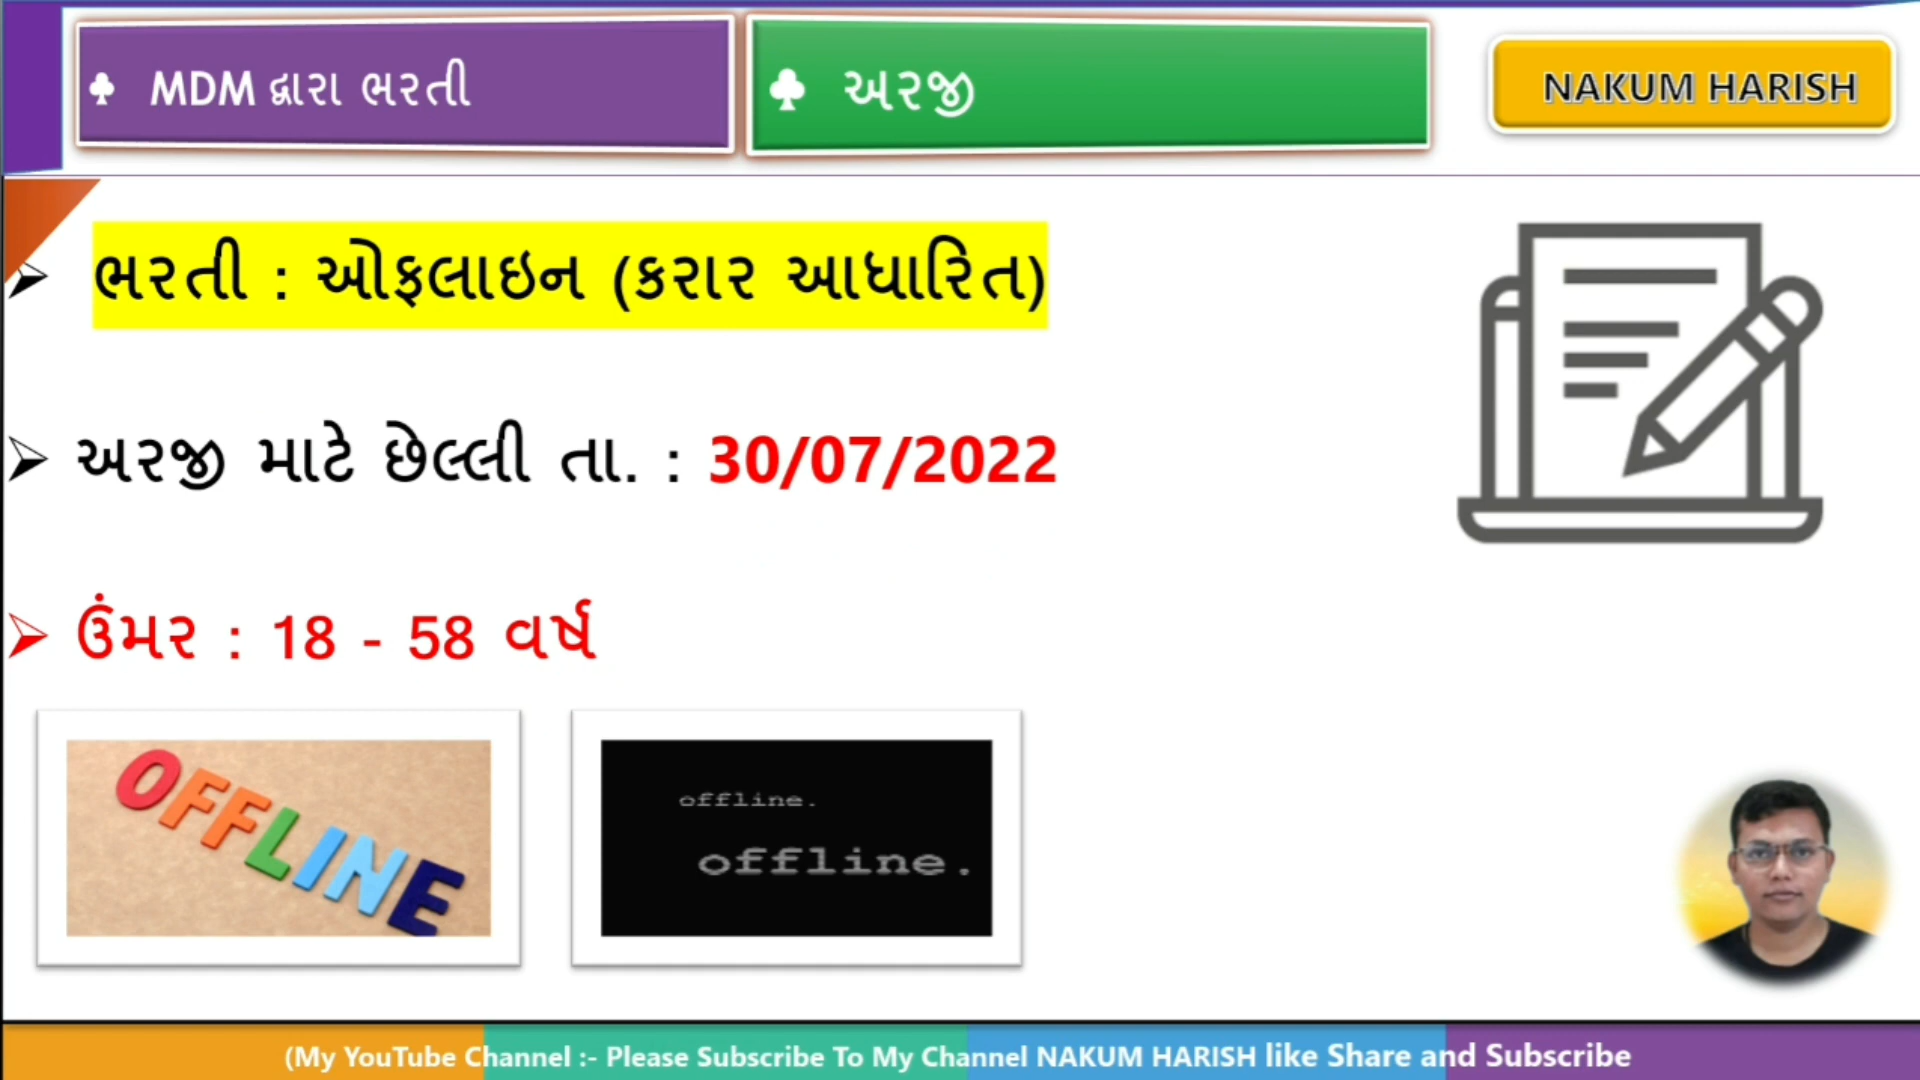 MDM દ્વારા ભરતી
અરજી
NAKUM HARISH
ભરતી : ઓફલાઇન (કરાર આધારિત)
અરજી માટે છેલ્લી તા. : 30/07/2022
ઉંમર : 18 - 58 વર્ષ
OFFLINE
offline.
offline.
(My YouTube Channel :- Please Subscribe To My Channel NAKUM HARISH like Share and Subscribe